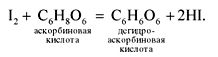 I₂ + C₆H₈O₆ = C₆H₆O₆ + 2HI.
аскорбиновая дегидро-
кислота аскорбиновая
кислота